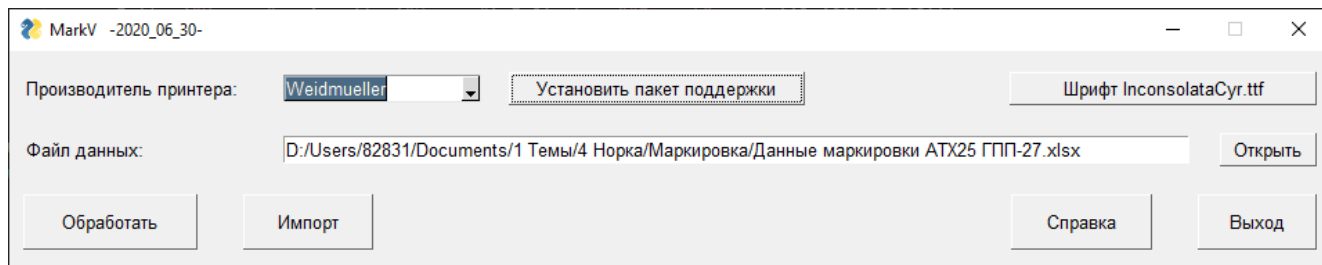 MarkV -2020_06_30-
Производитель принтера: Weidmueller Установить пакет поддержки Шрифт InconsolataCyr.ttf
Файл данных: D:/Users/82831/Documents/1 Темы/4 Норка/Маркировка/Данные маркировки АТХ25 ГПП-27.xlsx Открыть
Обработать Импорт Справка Выход